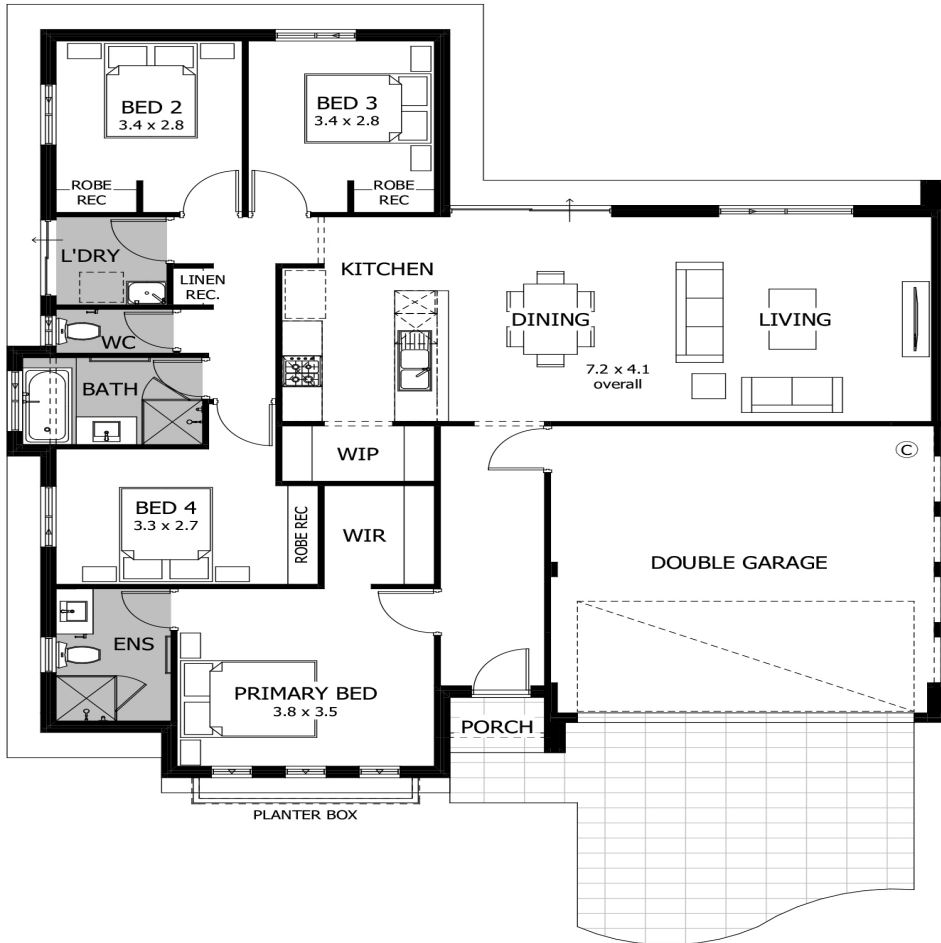 BED 2
3.4 x 2.8
BED 3
3.4 x 2.8
ROBE
REC
ROBE
REC
L'DRY
LINEN
REC.
KITCHEN
WC
DINING
LIVING
7.2 x 4.1
overall
BATH
WIP
C
BED 4
3.3 x 2.7
ROBE REC
WIR
DOUBLE GARAGE
ENS
PRIMARY BED
3.8 x 3.5
PORCH
PLANTER BOX